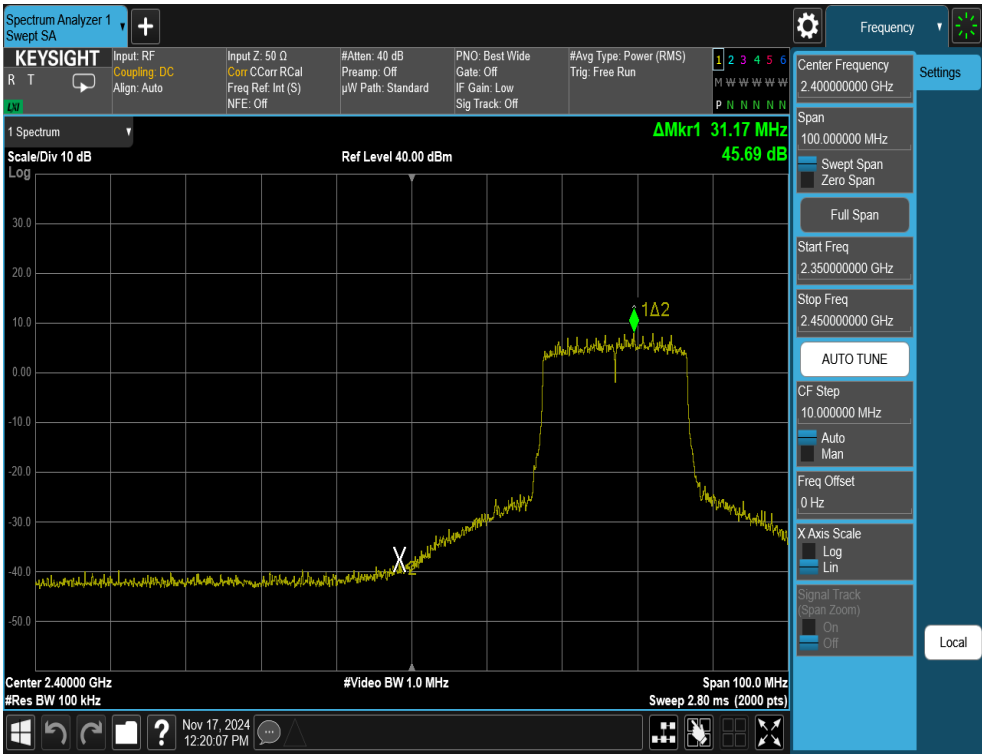 Spectrum Analyzer 1
Swept SA
+
Frequency
KEYSIGHT
R T
LXI
Input: RF
Coupling: DC
Align: Auto
Input Z: 50 Ω
Corr CCorr RCal
Freq Ref: Int (S)
NFE: Off
#Atten: 40 dB
Preamp: Off
µW Path: Standard
PNO: Best Wide
Gate: Off
IF Gain: Low
Sig Track: Off
#Avg Type: Power (RMS)
Trig: Free Run
1 2 3 4 5 6
M W W W W W
P N N N N N
1 Spectrum
ΔMkr1 31.17 MHz
45.69 dB
Scale/Div 10 dB
Ref Level 40.00 dBm
Log
30.0
20.0
10.0
0.00
-10.0
-20.0
-30.0
-40.0
-50.0
1Δ2
X
2
Center 2.40000 GHz
#Video BW 1.0 MHz
Span 100.0 MHz
#Res BW 100 kHz
Sweep 2.80 ms (2000 pts)
Center Frequency
2.400000000 GHz
Span
100.000000 MHz
Swept Span
Zero Span
Full Span
Start Freq
2.350000000 GHz
Stop Freq
2.450000000 GHz
AUTO TUNE
CF Step
10.000000 MHz
Auto
Man
Freq Offset
0 Hz
X Axis Scale
Log
Lin
Signal Track
(Span Zoom)
On
Off
Settings
Local
?
Nov 17, 2024
12:20:07 PM